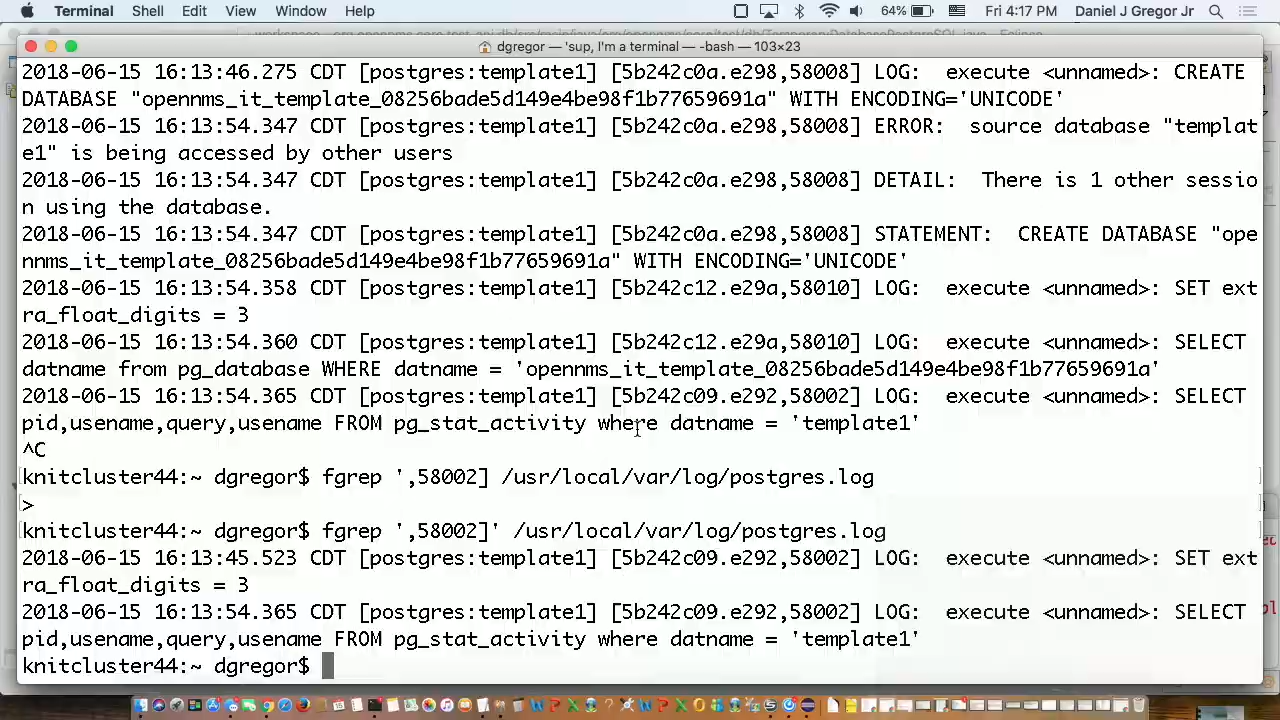 Terminal Shell Edit View Window Help 64% Fri 4:17 PM Daniel J Gregor Jr
dgregor — 'sup, I'm a terminal — -bash — 103×23
2018-06-15 16:13:46.275 CDT [postgres:template1] [5b242c0a.e298,58008] LOG:  execute <unnamed>: CREATE
DATABASE "opennms_it_template_08256bade5d149e4be98f1b77659691a" WITH ENCODING='UNICODE'
2018-06-15 16:13:54.347 CDT [postgres:template1] [5b242c0a.e298,58008] ERROR:  source database "templat
e1" is being accessed by other users
2018-06-15 16:13:54.347 CDT [postgres:template1] [5b242c0a.e298,58008] DETAIL:  There is 1 other sessio
n using the database.
2018-06-15 16:13:54.347 CDT [postgres:template1] [5b242c0a.e298,58008] STATEMENT:  CREATE DATABASE "ope
nnms_it_template_08256bade5d149e4be98f1b77659691a" WITH ENCODING='UNICODE'
2018-06-15 16:13:54.358 CDT [postgres:template1] [5b242c12.e29a,58010] LOG:  execute <unnamed>: SET ext
ra_float_digits = 3
2018-06-15 16:13:54.360 CDT [postgres:template1] [5b242c12.e29a,58010] LOG:  execute <unnamed>: SELECT
datname from pg_database WHERE datname = 'opennms_it_template_08256bade5d149e4be98f1b77659691a'
2018-06-15 16:13:54.365 CDT [postgres:template1] [5b242c09.e292,58002] LOG:  execute <unnamed>: SELECT
pid,usename,query,usename FROM pg_stat_activity where datname = 'template1'
^C
knitcluster44:~ dgregor$ fgrep ',58002] /usr/local/var/log/postgres.log
>
knitcluster44:~ dgregor$ fgrep ',58002]' /usr/local/var/log/postgres.log
2018-06-15 16:13:45.523 CDT [postgres:template1] [5b242c09.e292,58002] LOG:  execute <unnamed>: SET ext
ra_float_digits = 3
2018-06-15 16:13:54.365 CDT [postgres:template1] [5b242c09.e292,58002] LOG:  execute <unnamed>: SELECT
pid,usename,query,usename FROM pg_stat_activity where datname = 'template1'
knitcluster44:~ dgregor$